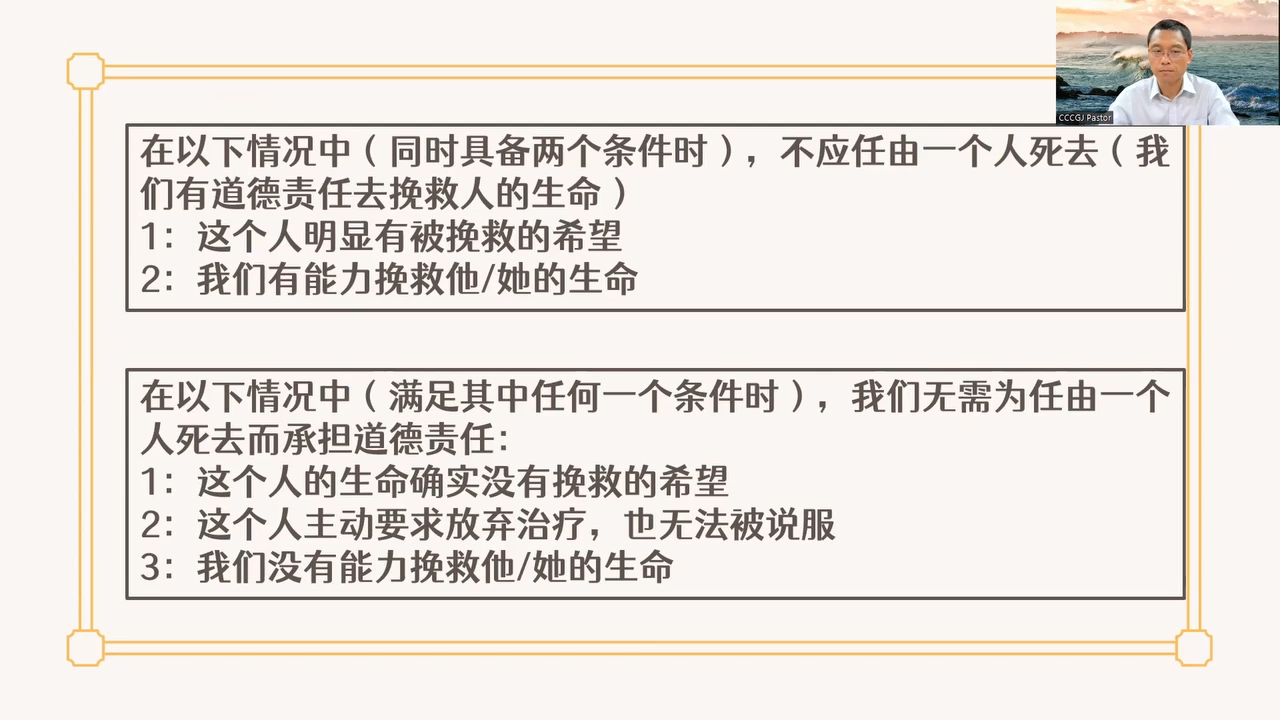 CCCGJ Pastor
在以下情况中（同时具备两个条件时），不应任由一个人死去（我
们有道德责任去挽救人的生命）
1：这个人明显有被挽救的希望
2：我们有能力挽救他/她的生命
在以下情况中（满足其中任何一个条件时），我们无需为任由一个
人死去而承担道德责任：
1：这个人的生命确实没有挽救的希望
2：这个人主动要求放弃治疗，也无法被说服
3：我们没有能力挽救他/她的生命